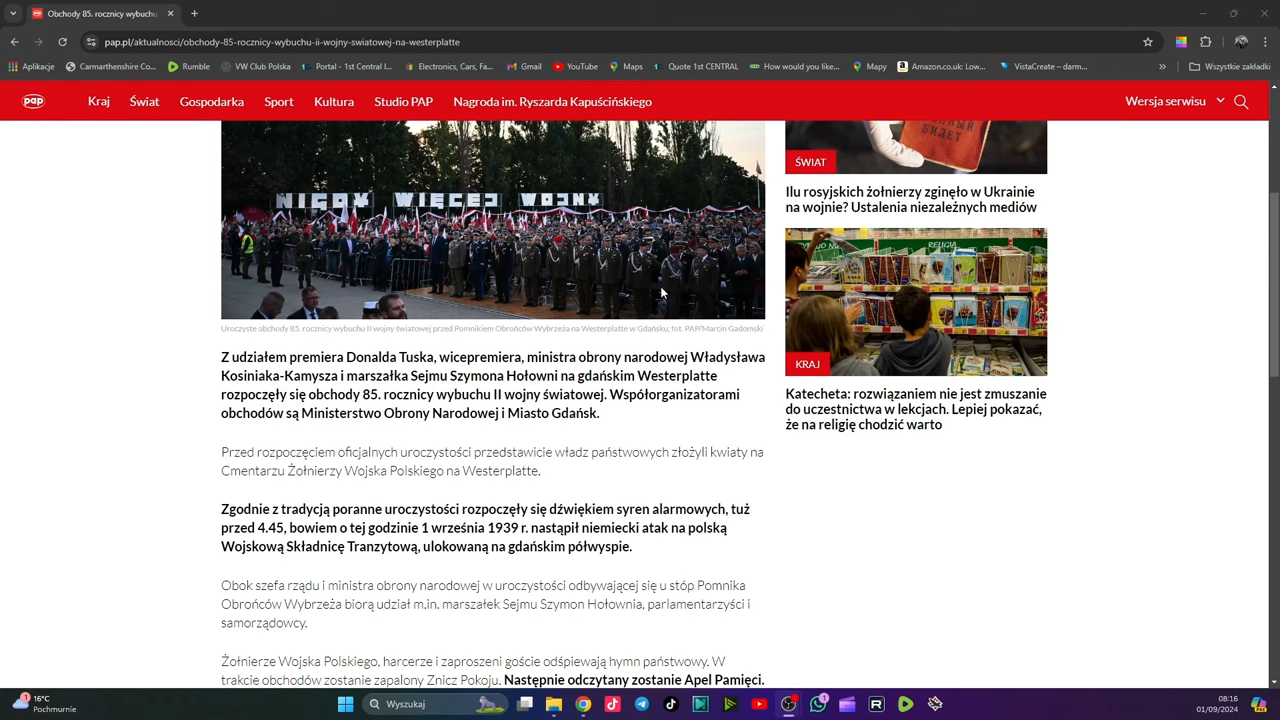 Obchody 85. rocznicy wybuchu
pap.pl/aktualnosci/obchody-85-rocznicy-wybuchu-ii-wojny-swiatowej-na-westerplatte
Aplikacje
Carmarthenshire Co...
Rumble
VW Club Polska
Portal - 1st Central I...
Electronics, Cars, Fa...
Gmail
YouTube
Maps
Quote 1st CENTRAL
How would you like...
Mapy
Amazon.co.uk: Low...
VistaCreate – darm...
Wszystkie zakładki
pap
Kraj
Świat
Gospodarka
Sport
Kultura
Studio PAP
Nagroda im. Ryszarda Kapuścińskiego
Wersja serwisu
NIGDY WIĘCEJ WOJNY
Uroczyste obchody 85. rocznicy wybuchu II wojny światowej przed Pomnikiem Obrońców Wybrzeża na Westerplatte w Gdańsku, fot. PAP/Marcin Gadomski
Z udziałem premiera Donalda Tuska, wicepremiera, ministra obrony narodowej Władysława
Kosiniaka-Kamysza i marszałka Sejmu Szymona Hołowni na gdańskim Westerplatte
rozpoczęły się obchody 85. rocznicy wybuchu II wojny światowej. Współorganizatorami
obchodów są Ministerstwo Obrony Narodowej i Miasto Gdańsk.
Przed rozpoczęciem oficjalnych uroczystości przedstawicie władz państwowych złożyli kwiaty na
Cmentarzu Żołnierzy Wojska Polskiego na Westerplatte.
Zgodnie z tradycją poranne uroczystości rozpoczęły się dźwiękiem syren alarmowych, tuż
przed 4.45, bowiem o tej godzinie 1 września 1939 r. nastąpił niemiecki atak na polską
Wojskową Składnicę Tranzytową, ulokowaną na gdańskim półwyspie.
Obok szefa rządu i ministra obrony narodowej w uroczystości odbywającej się u stóp Pomnika
Obrońców Wybrzeża biorą udział m.in. marszałek Sejmu Szymon Hołownia, parlamentarzyści i
samorządowcy.
Żołnierze Wojska Polskiego, harcerze i zaproszeni goście odśpiewają hymn państwowy. W
trakcie obchodów zostanie zapalony Znicz Pokoju. Następnie odczytany zostanie Apel Pamięci.
БИЛЕТ
ŚWIAT
Ilu rosyjskich żołnierzy zginęło w Ukrainie
na wojnie? Ustalenia niezależnych mediów
RELIGIA
KRAJ
Katecheta: rozwiązaniem nie jest zmuszanie
do uczestnictwa w lekcjach. Lepiej pokazać,
że na religię chodzić warto
1
16°C
Pochmurnie
Wyszukaj
1
08:16
01/09/2024